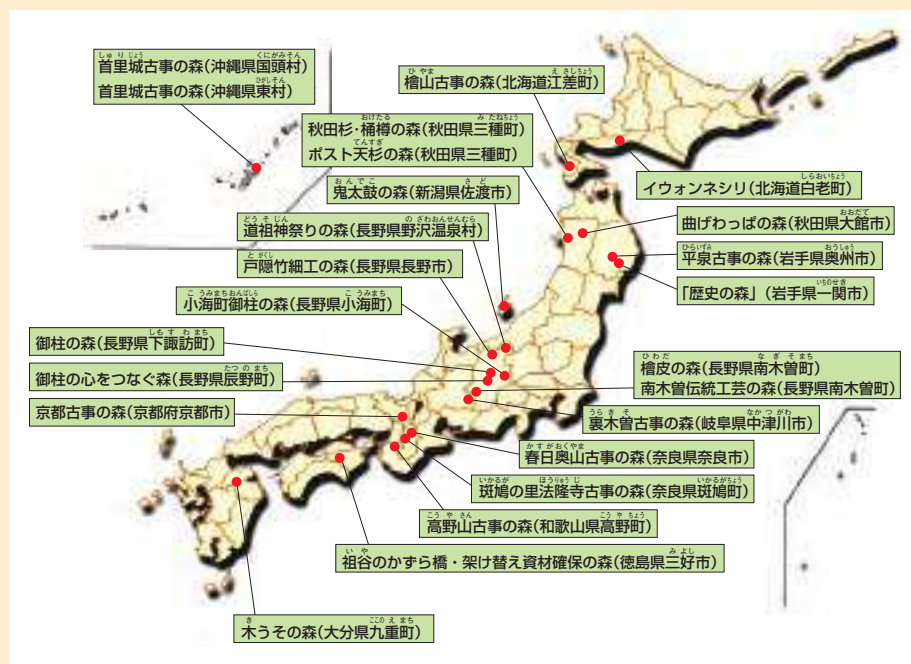 首里城古事の森(沖縄県国頭村)
首里城古事の森(沖縄県東村)
檜山古事の森(北海道江差町)
秋田杉・桶樽の森(秋田県三種町)
ポスト天杉の森(秋田県三種町)
鬼太鼓の森(新潟県佐渡市)
イウォンネシリ(北海道白老町)
道祖神祭りの森(長野県野沢温泉村)
曲げわっぱの森(秋田県大館市)
戸隠竹細工の森(長野県長野市)
平泉古事の森(岩手県奥州市)
小海町御柱の森(長野県小海町)
「歴史の森」(岩手県一関市)
御柱の森(長野県下諏訪町)
御柱の心をつなぐ森(長野県辰野町)
檜皮の森(長野県南木曽町)
南木曽伝統工芸の森(長野県南木曽町)
京都古事の森(京都府京都市)
裏木曽古事の森(岐阜県中津川市)
春日奥山古事の森(奈良県奈良市)
斑鳩の里法隆寺古事の森(奈良県斑鳩町)
高野山古事の森(和歌山県高野町)
祖谷のかずら橋・架け替え資材確保の森(徳島県三好市)
木うその森(大分県九重町)